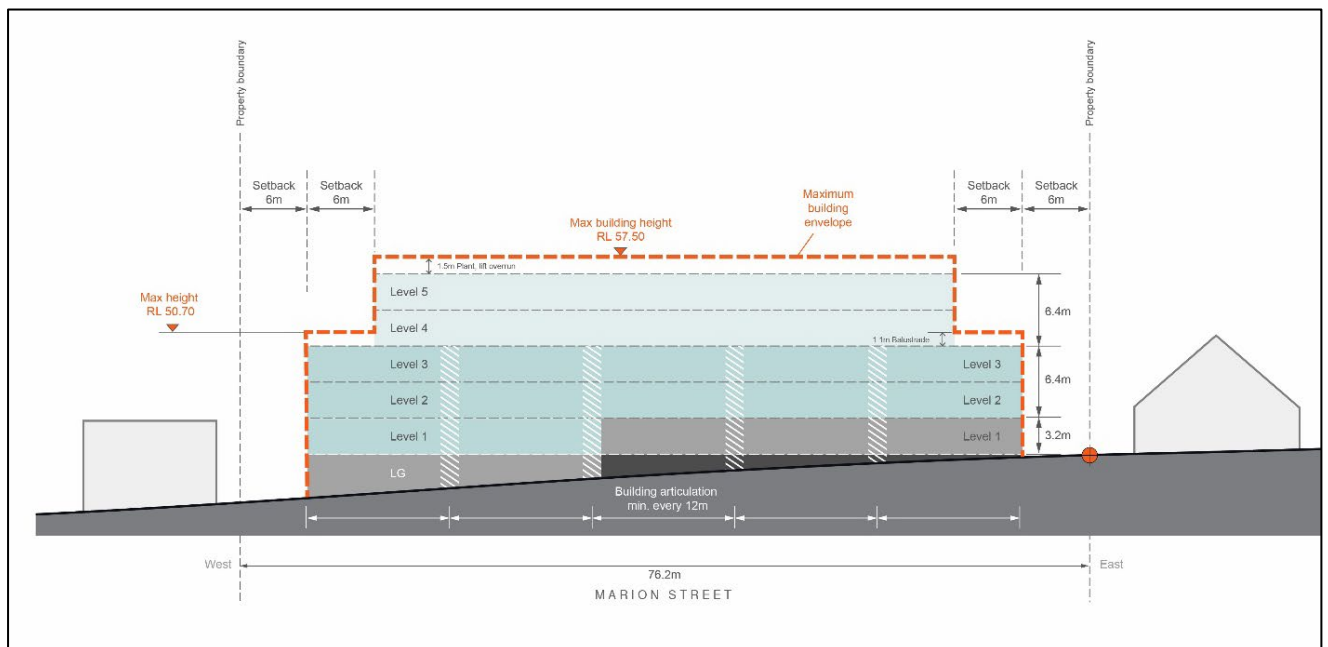 Property boundary
Property boundary
Setback
6m
Setback
6m
Setback
6m
Setback
6m
Maximum
building
envelope
Max building height
RL 57.50
1.5m Plant, lift overrun
Max height
RL 50.70
Level 5
6.4m
Level 4
1.1m Balustrade
Level 3
Level 3
6.4m
Level 2
Level 2
Level 1
Level 1
3.2m
LG
Building articulation
min. every 12m
West
East
76.2m
MARION STREET